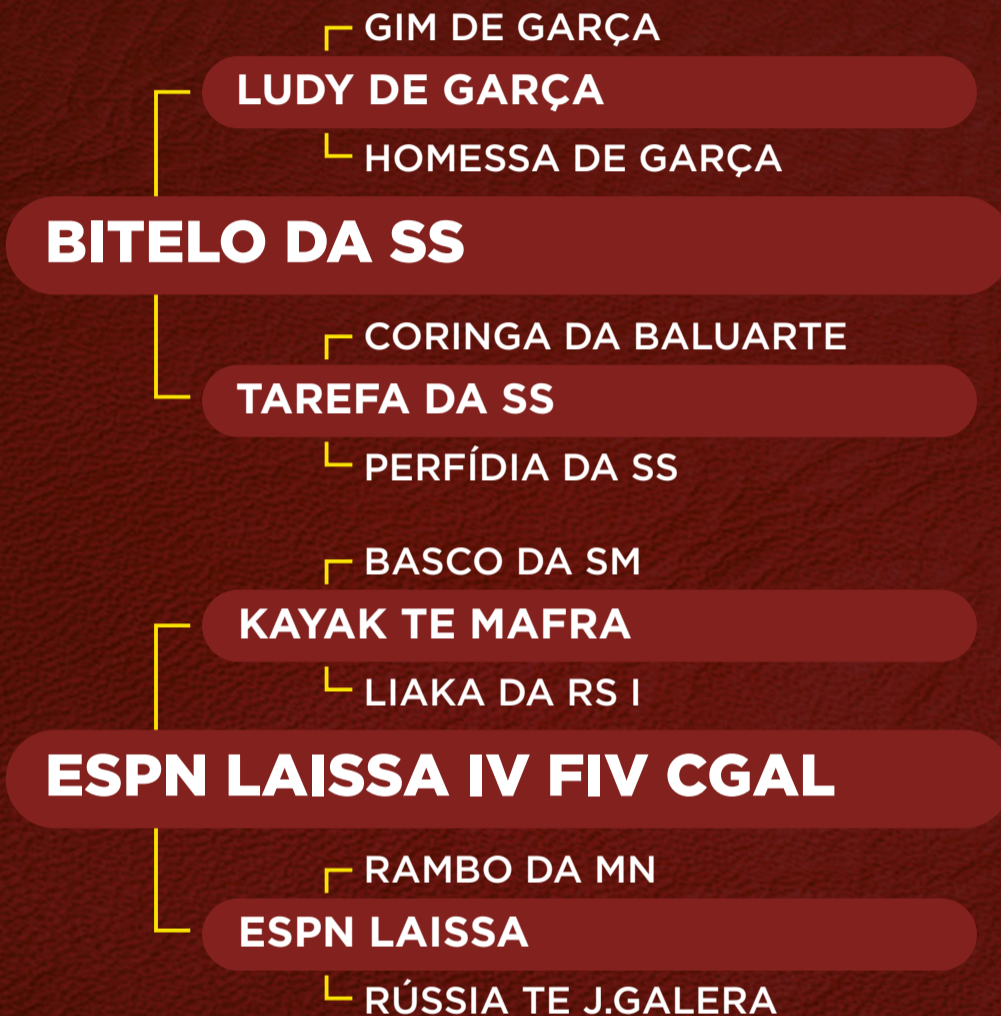 GIM DE GARÇA
LUDY DE GARÇA
HOMESSA DE GARÇA
BITELO DA SS
CORINGA DA BALUARTE
TAREFA DA SS
PERFÍDIA DA SS
BASCO DA SM
KAYAK TE MAFRA
LIAKA DA RS I
ESPN LAISSA IV FIV CGAL
RAMBO DA MN
ESPN LAISSA
RÚSSIA TE J.GALERA